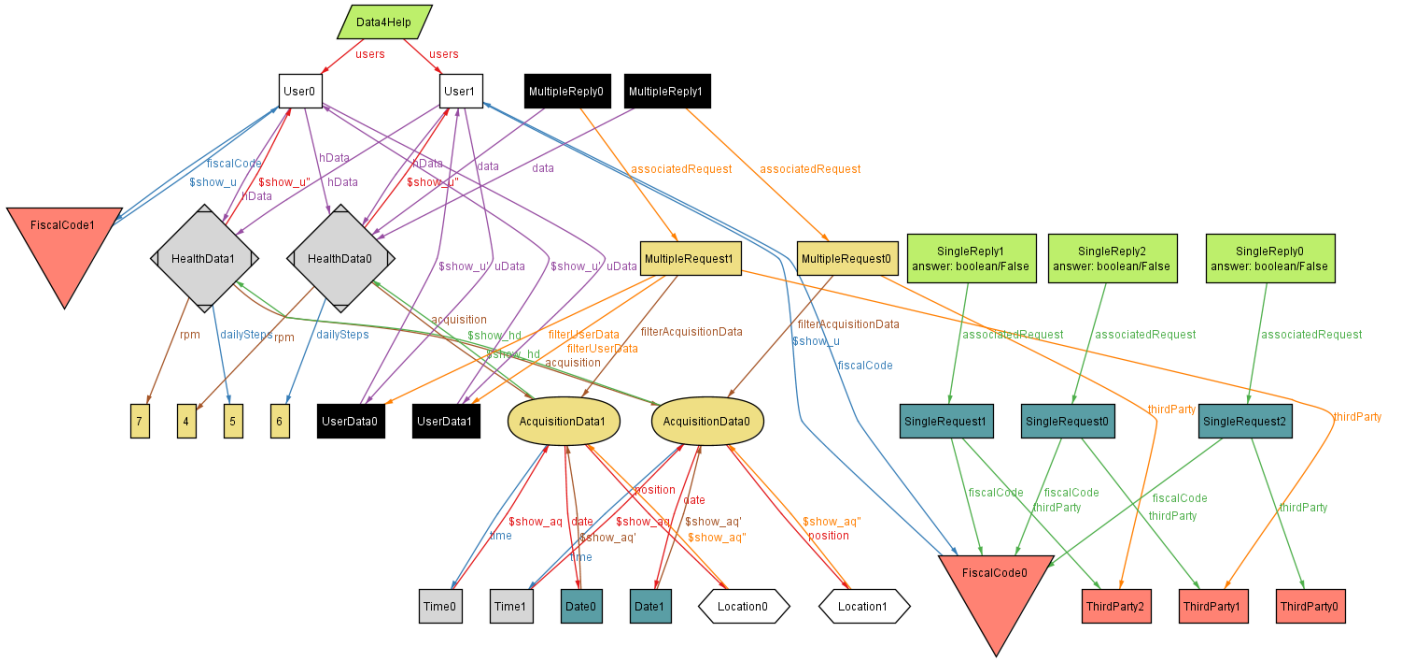 Data4Help
users
users
User0
User1
MultipleReply0
MultipleReply1
fiscalCode
$show_u
hData
$show_u"
hData
hData
hData
$show_u"
data
data
associatedRequest
associatedRequest
FiscalCode1
HealthData1
HealthData0
$show_u'
uData
$show_u'
uData
MultipleRequest1
MultipleRequest0
SingleReply1
answer: boolean/False
SingleReply2
answer: boolean/False
SingleReply0
answer: boolean/False
rpm
dailySteps
rpm
dailySteps
acquisition
$show_hd
$show_hd
acquisition
filterUserData
filterUserData
filterAcquisitionData
filterAcquisitionData
$show_u
fiscalCode
associatedRequest
associatedRequest
associatedRequest
7
4
5
6
UserData0
UserData1
AcquisitionData1
AcquisitionData0
SingleRequest1
SingleRequest0
SingleRequest2
thirdParty
thirdParty
time
$show_aq
date
$show_aq'
time
position
$show_aq
$show_aq"
date
$show_aq'
$show_aq"
position
fiscalCode
thirdParty
fiscalCode
thirdParty
fiscalCode
thirdParty
Time0
Time1
Date0
Date1
Location0
Location1
FiscalCode0
ThirdParty2
ThirdParty1
ThirdParty0